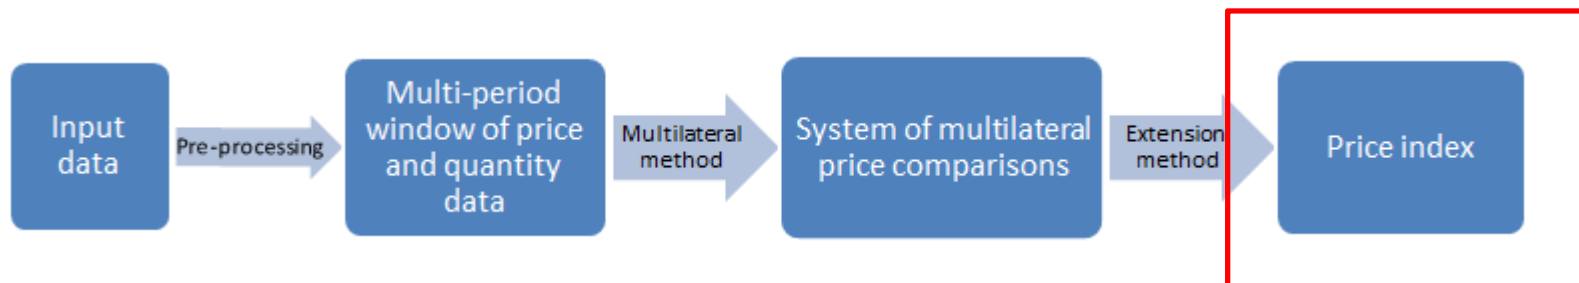 Input
data
Pre-processing
Multi-period
window of price
and quantity
data
Multilateral
method
System of multilateral
price comparisons
Extension
method
Price index